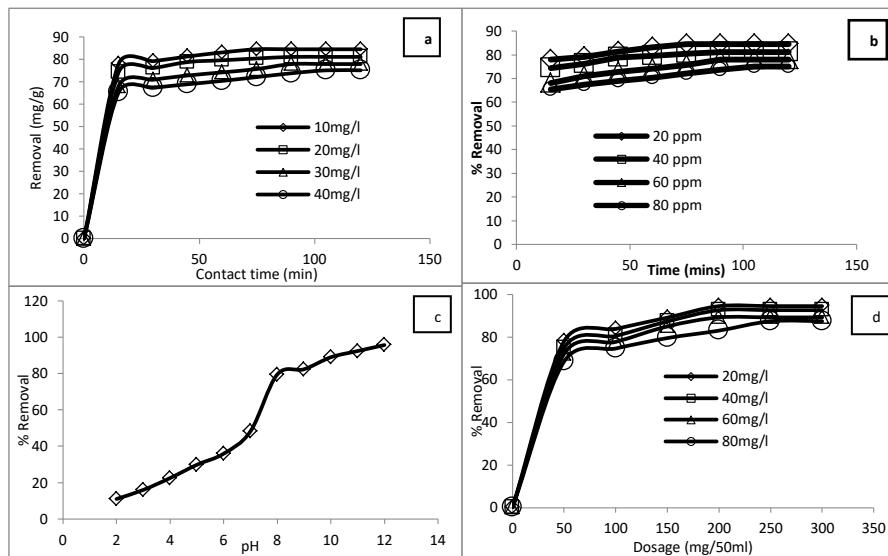 a
Removal (mg/g)
90
80
70
60
50
40
30
20
10
0
10mg/l
20mg/l
30mg/l
40mg/l
0 50 100 150
Contact time (min)
b
% Removal
90
80
70
60
50
40
30
20
10
0
20 ppm
40 ppm
60 ppm
80 ppm
0 50 100 150
Time (mins)
c
% Removal
120
100
80
60
40
20
0
0 2 4 6 8 10 12 14
pH
d
% Removal
100
80
60
40
20
0
20mg/l
40mg/l
60mg/l
80mg/l
0 50 100 150 200 250 300 350
Dosage (mg/50ml)